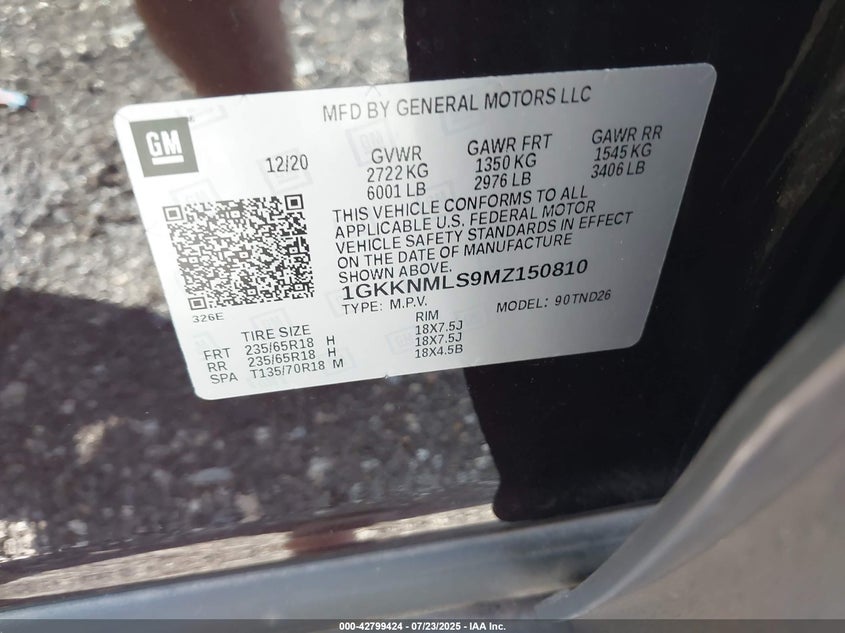 MFD BY GENERAL MOTORS LLC
GM
12/20
GVWR
2722 KG
6001 LB
GAWR FRT
1350 KG
2976 LB
GAWR RR
1545 KG
3406 LB
THIS VEHICLE CONFORMS TO ALL
APPLICABLE U.S. FEDERAL MOTOR
VEHICLE SAFETY STANDARDS IN EFFECT
ON THE DATE OF MANUFACTURE
SHOWN ABOVE.
1GKKNMLS9MZ150810
TYPE: M.P.V.
MODEL: 90TND26
326E
TIRE SIZE RIM
FRT 235/65R18 H 18X7.5J
RR 235/65R18 H 18X7.5J
SPA T135/70R18 M 18X4.5B
000-42799424 | 07/23/2025 - IAA Inc.